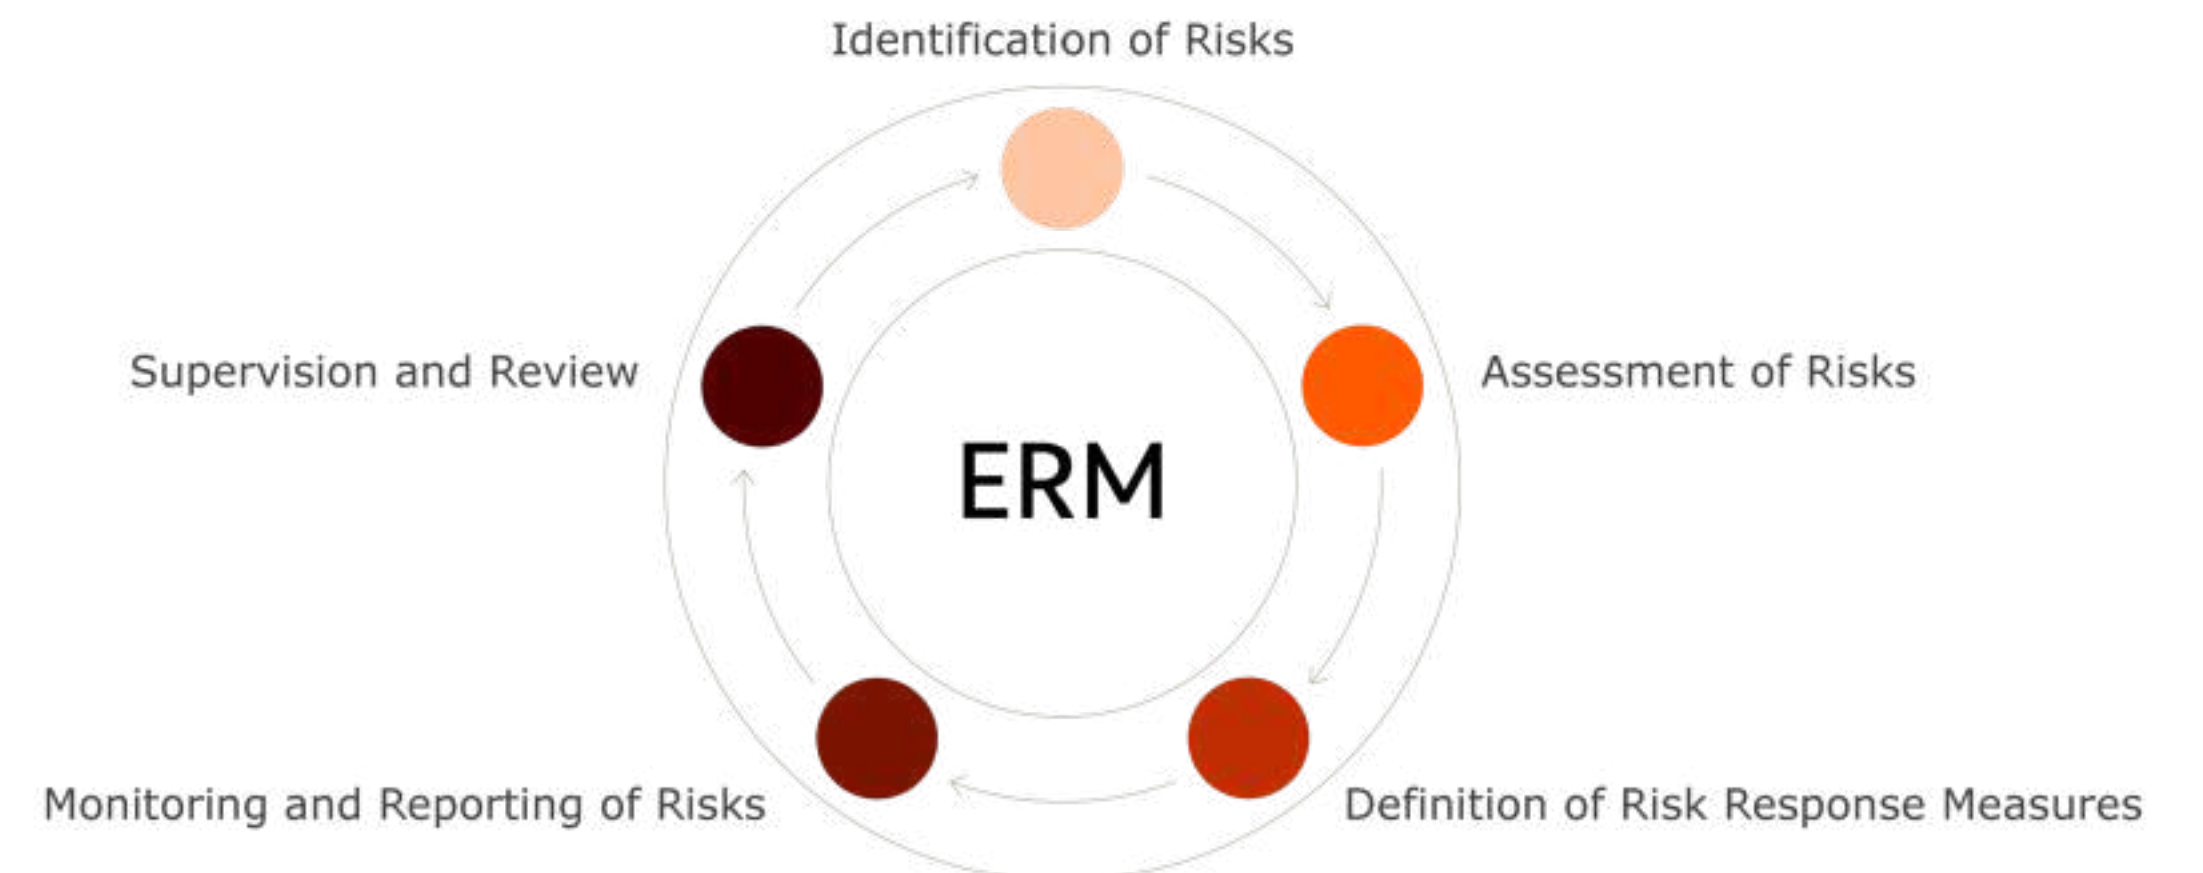 Identification of Risks
Assessment of Risks
Definition of Risk Response Measures
Monitoring and Reporting of Risks
Supervision and Review
ERM